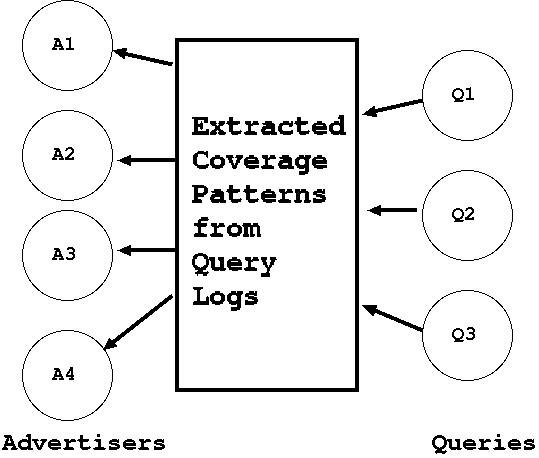 A1
A2
A3
A4
Extracted
Coverage
Patterns
from
Query
Logs
Q1
Q2
Q3
Advertisers
Queries